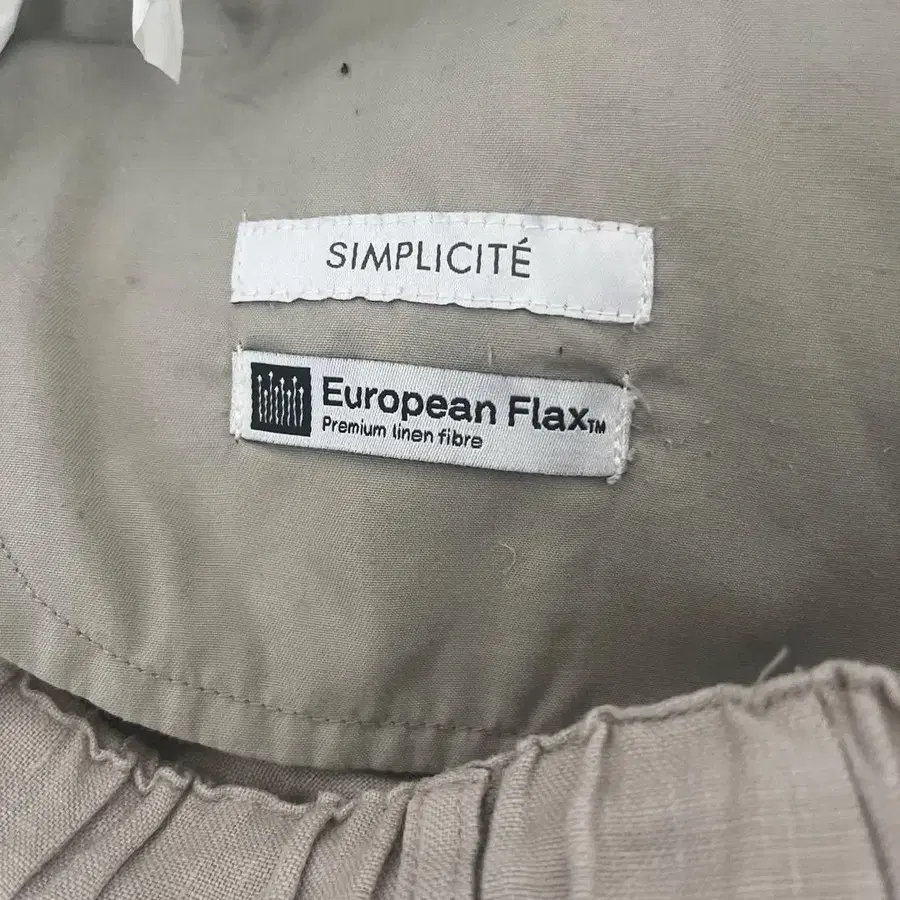 SIMPLICITÉ
European Flax™
Premium linen fibre